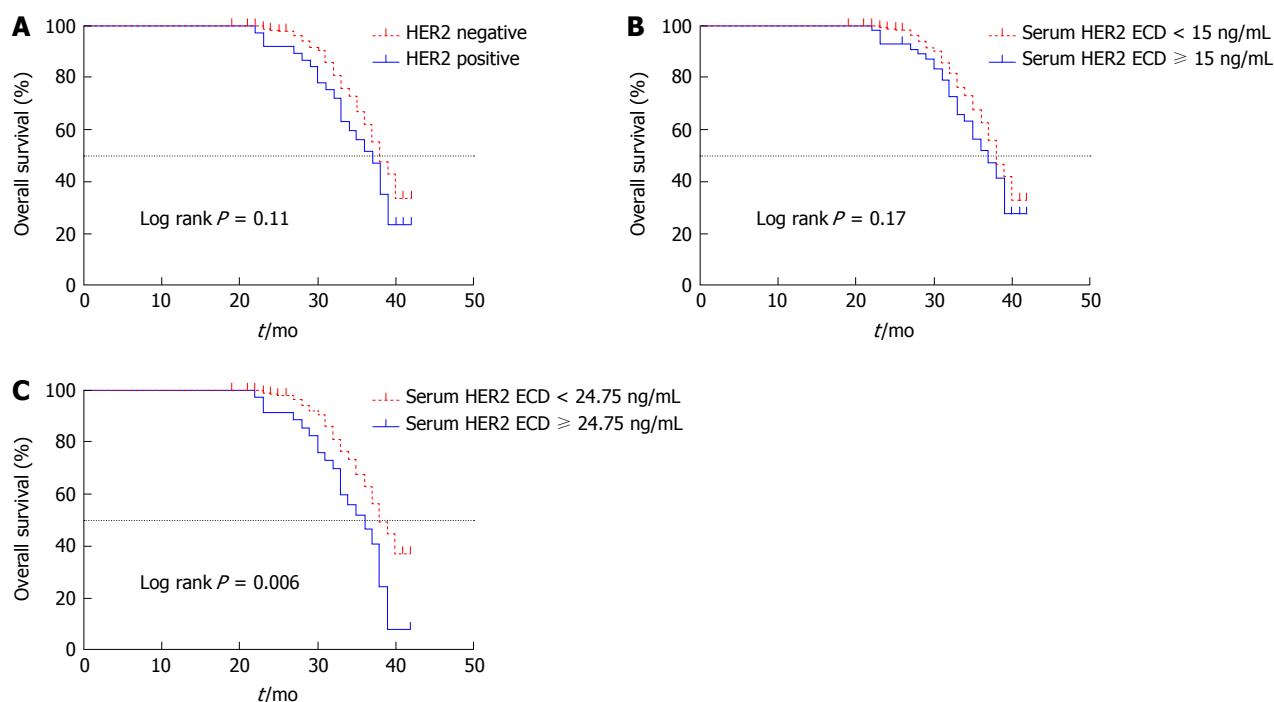 A
HER2 negative
HER2 positive
Overall survival (%)
100
80
60
40
20
0
Log rank P = 0.11
0 10 20 30 40 50
t/mo
B
Serum HER2 ECD < 15 ng/mL
Serum HER2 ECD ⩾ 15 ng/mL
Overall survival (%)
100
80
60
40
20
0
Log rank P = 0.17
0 10 20 30 40 50
t/mo
C
Serum HER2 ECD < 24.75 ng/mL
Serum HER2 ECD ⩾ 24.75 ng/mL
Overall survival (%)
100
80
60
40
20
0
Log rank P = 0.006
0 10 20 30 40 50
t/mo